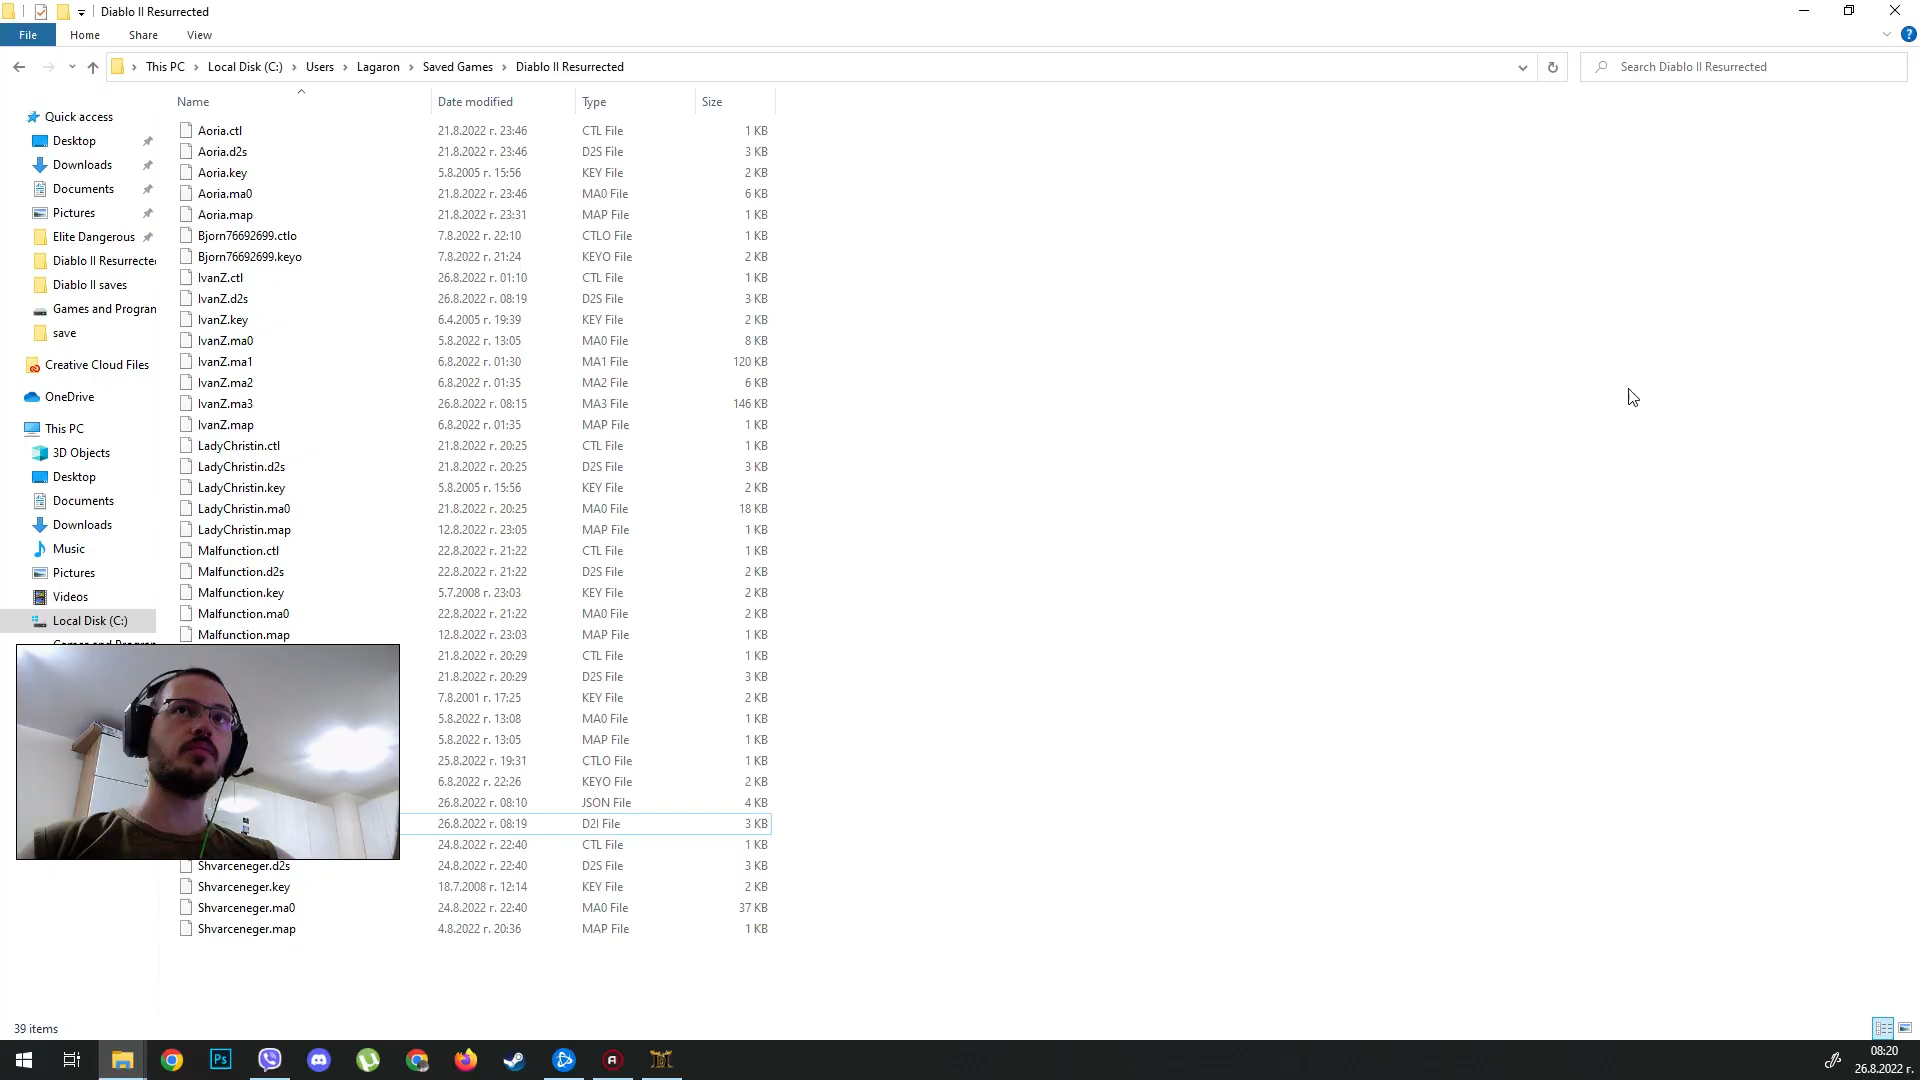 Diablo II Resurrected
File Home Share View
This PC Local Disk (C:) Users Lagaron Saved Games Diablo II Resurrected
Search Diablo II Resurrected
Name Date modified Type Size
Quick access
Desktop
Downloads
Documents
Pictures
Elite Dangerous
Diablo II Resurrected
Diablo II saves
Games and Program
save
Creative Cloud Files
OneDrive
This PC
3D Objects
Desktop
Documents
Downloads
Music
Pictures
Videos
Local Disk (C:)
Aoria.ctl 21.8.2022 г. 23:46 CTL File 1 KB
Aoria.d2s 21.8.2022 г. 23:46 D2S File 3 KB
Aoria.key 5.8.2005 г. 15:56 KEY File 2 KB
Aoria.ma0 21.8.2022 г. 23:46 MA0 File 6 KB
Aoria.map 21.8.2022 г. 23:31 MAP File 1 KB
Bjorn76692699.ctlo 7.8.2022 г. 22:10 CTLO File 1 KB
Bjorn76692699.keyo 7.8.2022 г. 21:24 KEYO File 2 KB
IvanZ.ctl 26.8.2022 г. 01:10 CTL File 1 KB
IvanZ.d2s 26.8.2022 г. 08:19 D2S File 3 KB
IvanZ.key 6.4.2005 г. 19:39 KEY File 2 KB
IvanZ.ma0 5.8.2022 г. 13:05 MA0 File 8 KB
IvanZ.ma1 6.8.2022 г. 01:30 MA1 File 120 KB
IvanZ.ma2 6.8.2022 г. 01:35 MA2 File 6 KB
IvanZ.ma3 26.8.2022 г. 08:15 MA3 File 146 KB
IvanZ.map 6.8.2022 г. 01:35 MAP File 1 KB
LadyChristin.ctl 21.8.2022 г. 20:25 CTL File 1 KB
LadyChristin.d2s 21.8.2022 г. 20:25 D2S File 3 KB
LadyChristin.key 5.8.2005 г. 15:56 KEY File 2 KB
LadyChristin.ma0 21.8.2022 г. 20:25 MA0 File 18 KB
LadyChristin.map 12.8.2022 г. 23:05 MAP File 1 KB
Malfunction.ctl 22.8.2022 г. 21:22 CTL File 1 KB
Malfunction.d2s 22.8.2022 г. 21:22 D2S File 2 KB
Malfunction.key 5.7.2008 г. 23:03 KEY File 2 KB
Malfunction.ma0 22.8.2022 г. 21:22 MA0 File 2 KB
Malfunction.map 12.8.2022 г. 23:03 MAP File 1 KB
21.8.2022 г. 20:29 CTL File 1 KB
21.8.2022 г. 20:29 D2S File 3 KB
7.8.2001 г. 17:25 KEY File 2 KB
5.8.2022 г. 13:08 MA0 File 1 KB
5.8.2022 г. 13:05 MAP File 1 KB
25.8.2022 г. 19:31 CTLO File 1 KB
6.8.2022 г. 22:26 KEYO File 2 KB
26.8.2022 г. 08:10 JSON File 4 KB
26.8.2022 г. 08:19 D2I File 3 KB
24.8.2022 г. 22:40 CTL File 1 KB
Shvarceneger.d2s 24.8.2022 г. 22:40 D2S File 3 KB
Shvarceneger.key 18.7.2008 г. 12:14 KEY File 2 KB
Shvarceneger.ma0 24.8.2022 г. 22:40 MA0 File 37 KB
Shvarceneger.map 4.8.2022 г. 20:36 MAP File 1 KB
39 items
Ps
08:20
26.8.2022 г.